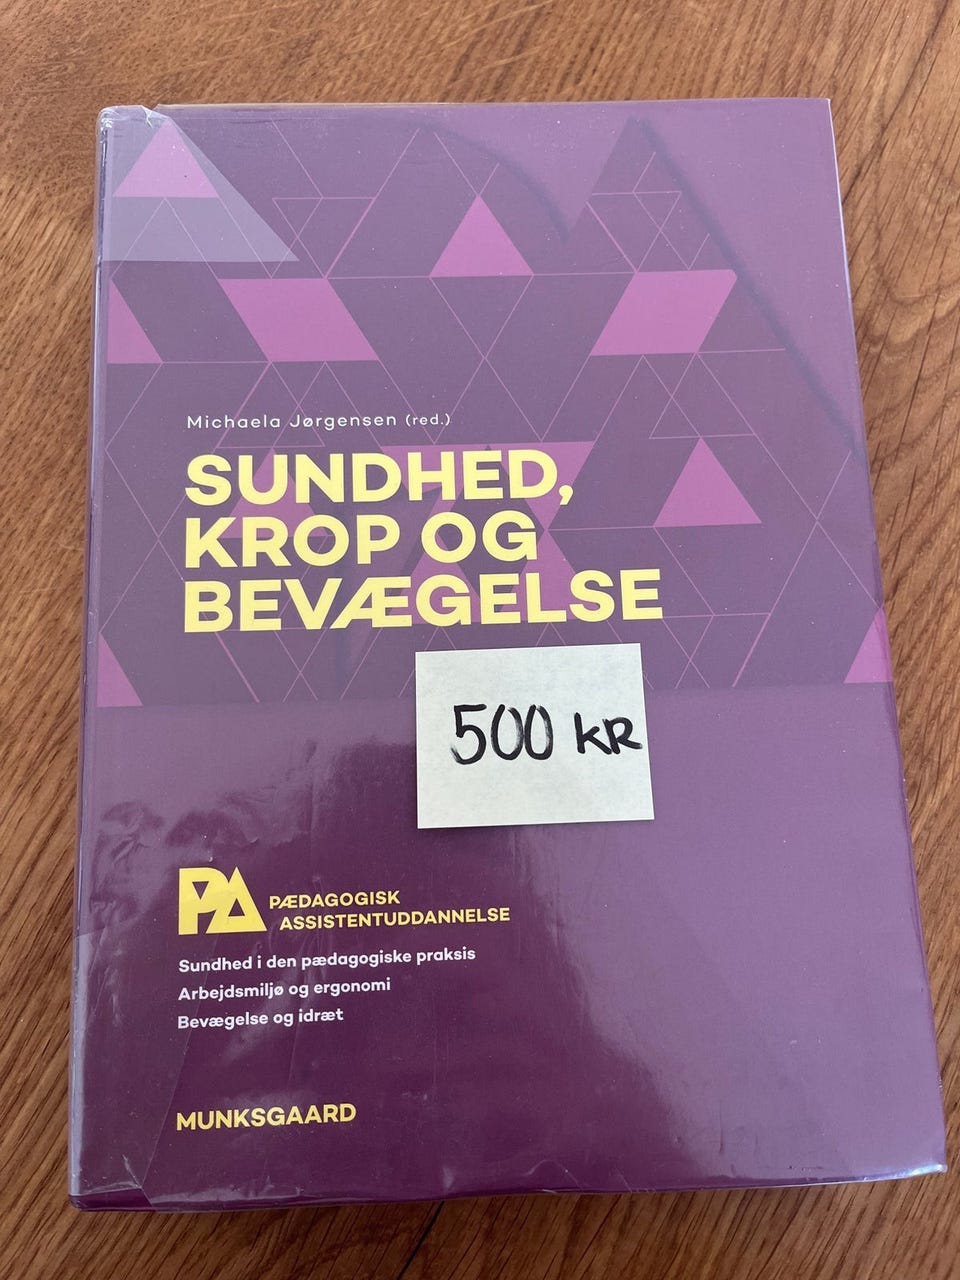 Michaela Jørgensen (red.)
SUNDHED,
KROP OG
BEVÆGELSE
500 KR
PA PÆDAGOGISK
ASSISTENTUDDANNELSE
Sundhed i den pædagogiske praksis
Arbejdsmiljø og ergonomi
Bevægelse og idræt
MUNKSGAARD